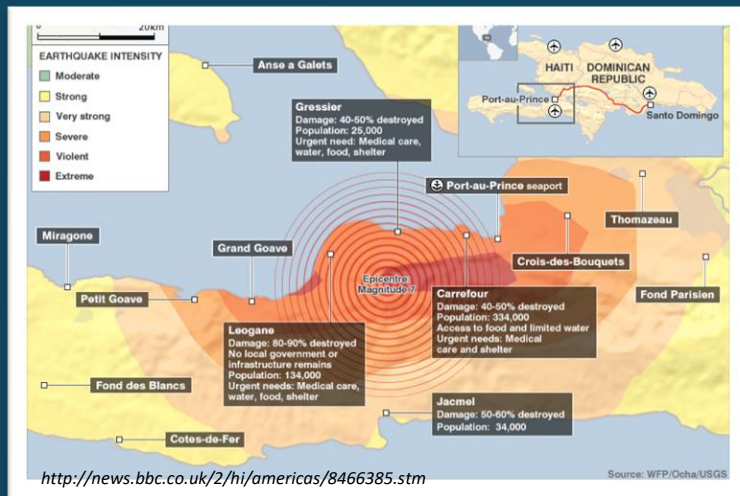 20km
EARTHQUAKE INTENSITY
Moderate
Strong
Very strong
Severe
Violent
Extreme
Anse a Galets
HAITI
DOMINICAN
REPUBLIC
Port-au-Prince
Santo Domingo
Gressier
Damage: 40-50% destroyed
Population: 25,000
Urgent need: Medical care,
water, food, shelter
Port-au-Prince seaport
Thomazeau
Miragone
Grand Goave
Crois-des-Bouquets
Epicentre:
Magnitude 7
Petit Goave
Fond Parisien
Carrefour
Damage: 40-50% destroyed
Population: 334,000
Access to food and limited water
Urgent needs: Medical
care and shelter
Leogane
Damage: 80-90% destroyed
No local government or
infrastructure remains
Population: 134,000
Urgent needs: Medical care,
water, food, shelter
Fond des Blancs
Jacmel
Damage: 50-60% destroyed
Population: 34,000
Cotes-de-Fer
http://news.bbc.co.uk/2/hi/americas/8466385.stm
Source: WFP/Ocha/USGS